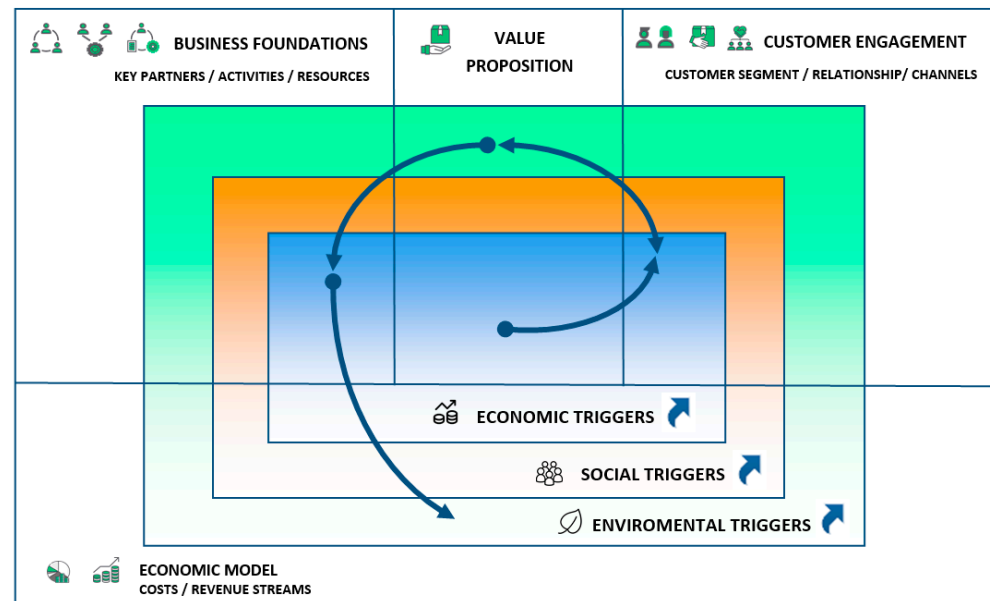 BUSINESS FOUNDATIONS
KEY PARTNERS / ACTIVITIES / RESOURCES
VALUE
PROPOSITION
CUSTOMER ENGAGEMENT
CUSTOMER SEGMENT / RELATIONSHIP/ CHANNELS
ECONOMIC TRIGGERS
SOCIAL TRIGGERS
ENVIROMENTAL TRIGGERS
ECONOMIC MODEL
COSTS / REVENUE STREAMS